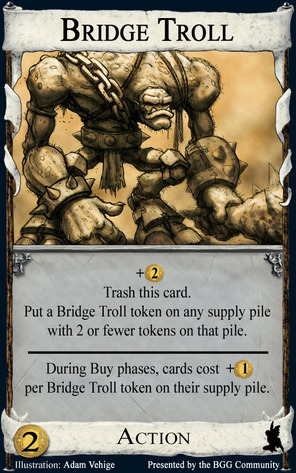 Bridge Troll
+2
Trash this card.
Put a Bridge Troll token on any supply pile
with 2 or fewer tokens on that pile.
During Buy phases, cards cost +1
per Bridge Troll token on their supply pile.
2
Action
Illustration: Adam Vehige Presented by the BGG Community